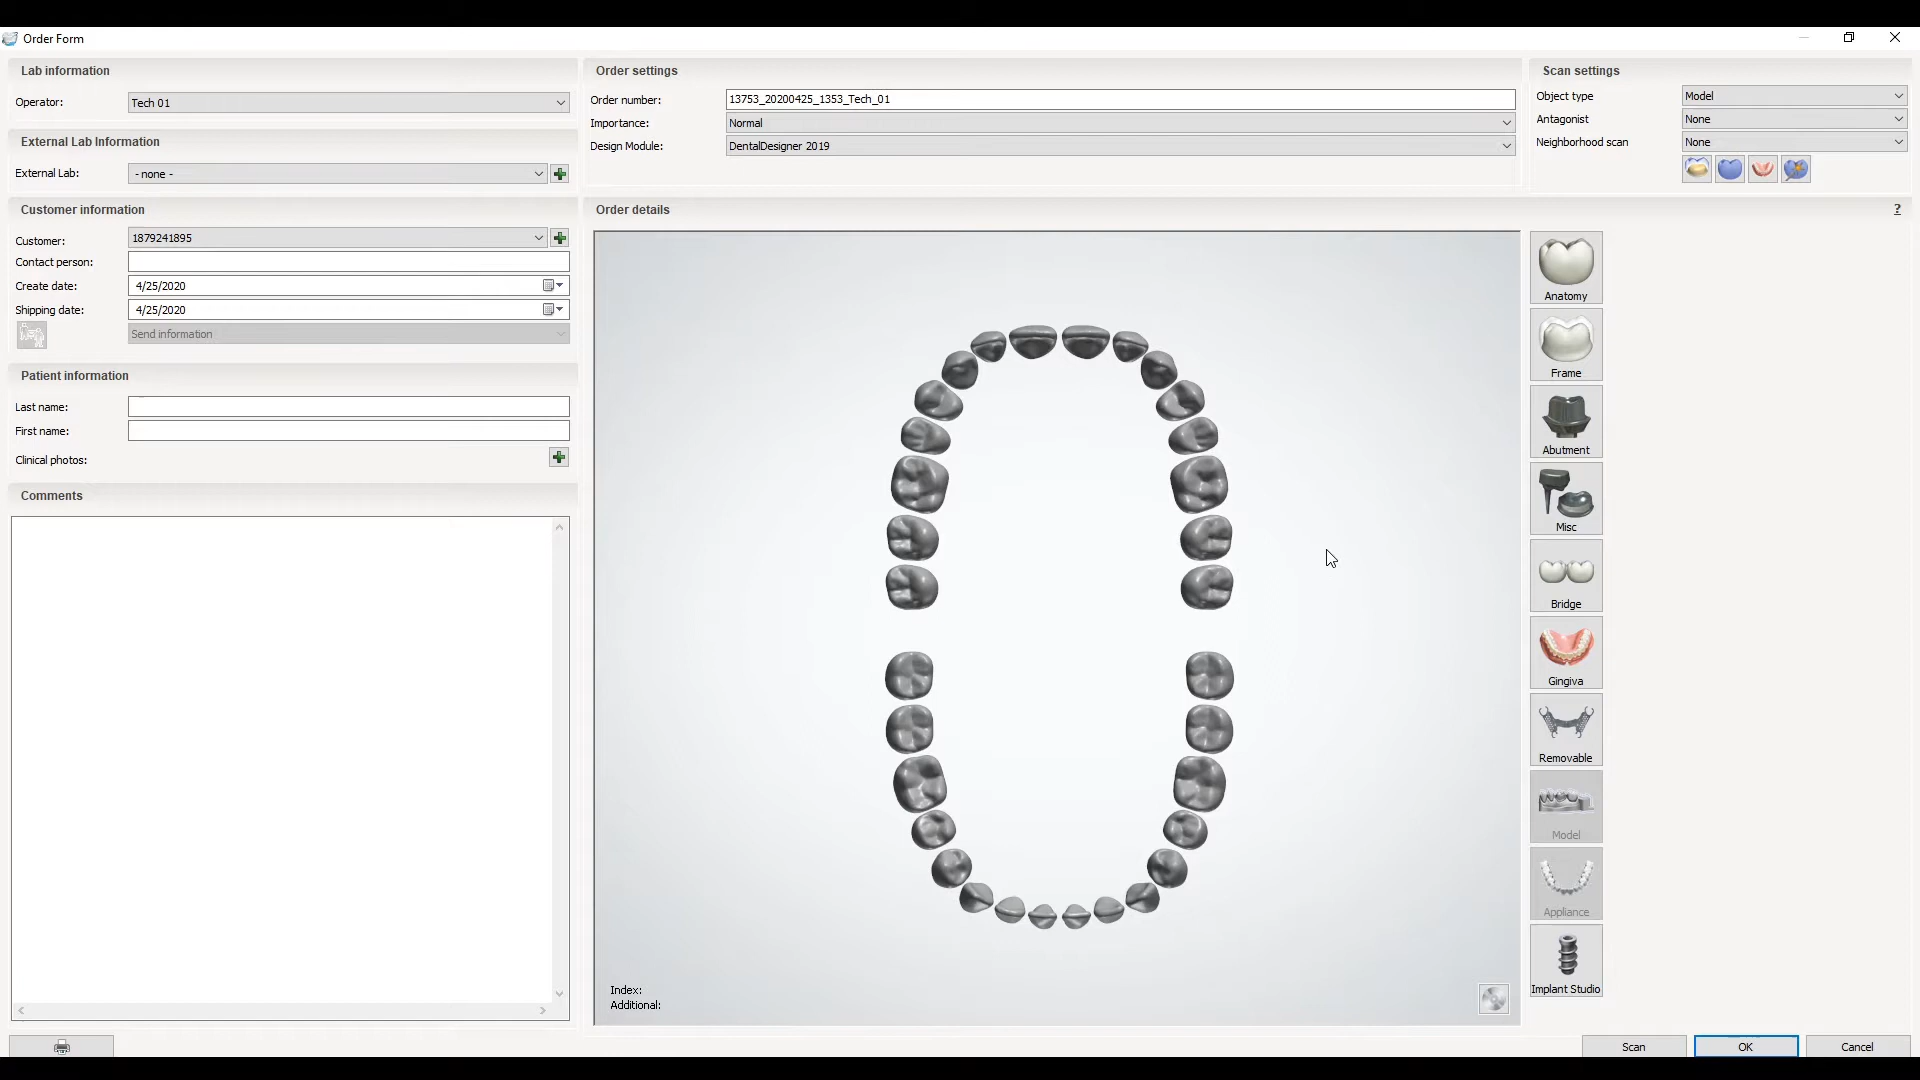 Order Form
Lab information
Operator: Tech 01
External Lab Information
External Lab: - none -
Customer information
Customer: 1879241895
Contact person:
Create date: 4/25/2020
Shipping date: 4/25/2020
Send information
Patient information
Last name:
First name:
Clinical photos:
Comments
Order settings
Order number: 13753_20200425_1353_Tech_01
Importance: Normal
Design Module: DentalDesigner 2019
Scan settings
Object type Model
Antagonist None
Neighborhood scan None
Order details ?
Index:
Additional:
Anatomy
Frame
Abutment
Misc
Bridge
Gingiva
Removable
Model
Appliance
Implant Studio
Scan OK Cancel